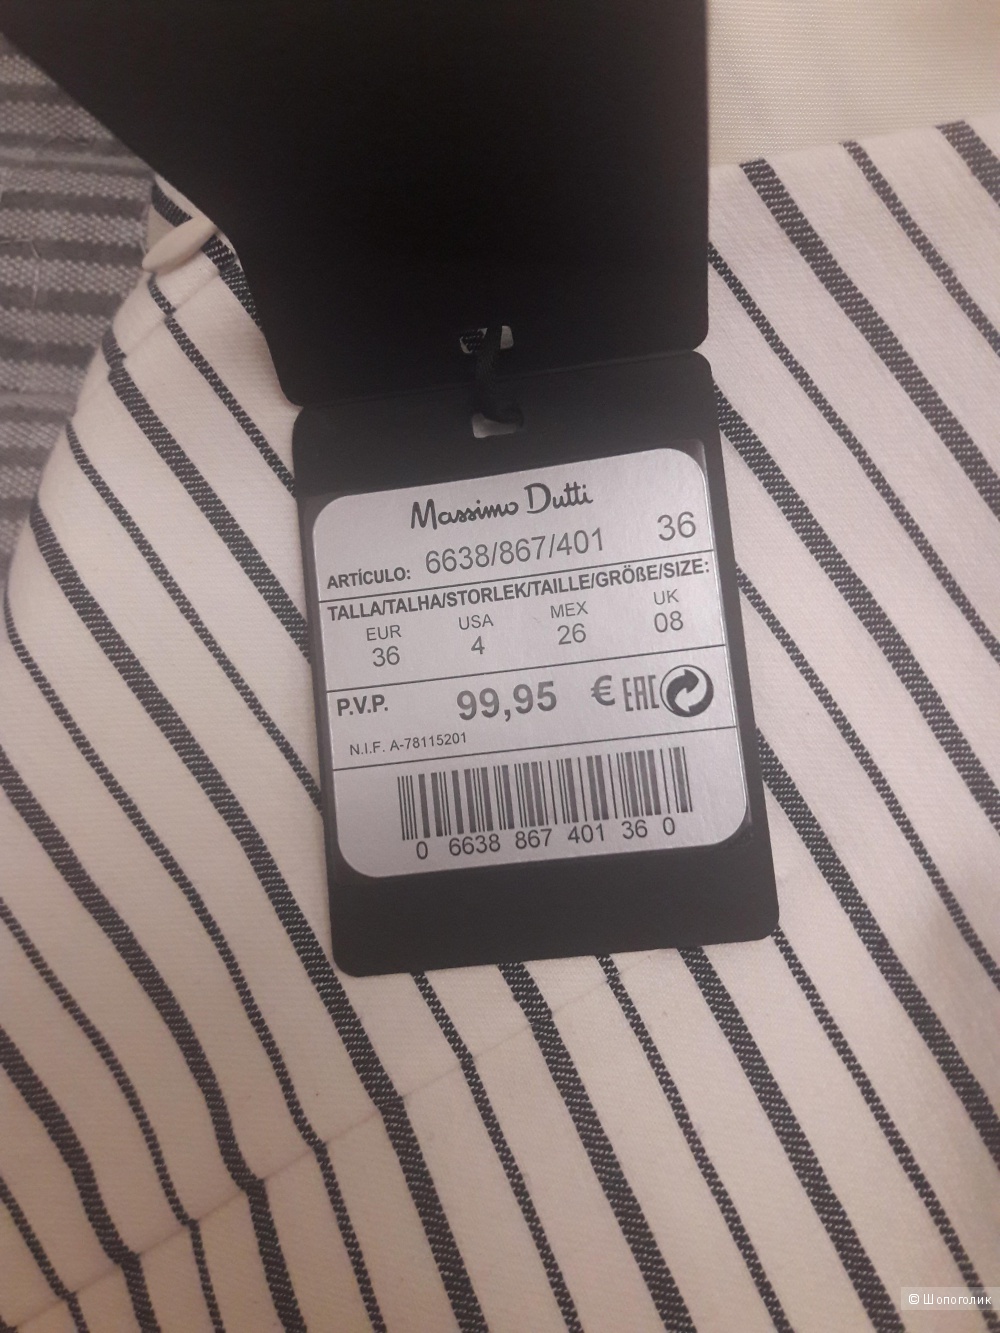 Massimo Dutti
ARTÍCULO: 6638/867/401 36
TALLA/TALHA/STORLEK/TAILLE/GRÖßE/SIZE:
EUR USA MEX UK
36 4 26 08
P.V.P. 99,95 € EAC
N.I.F. A-78115201
0 6638 867 401 36 0
© Шопоголик